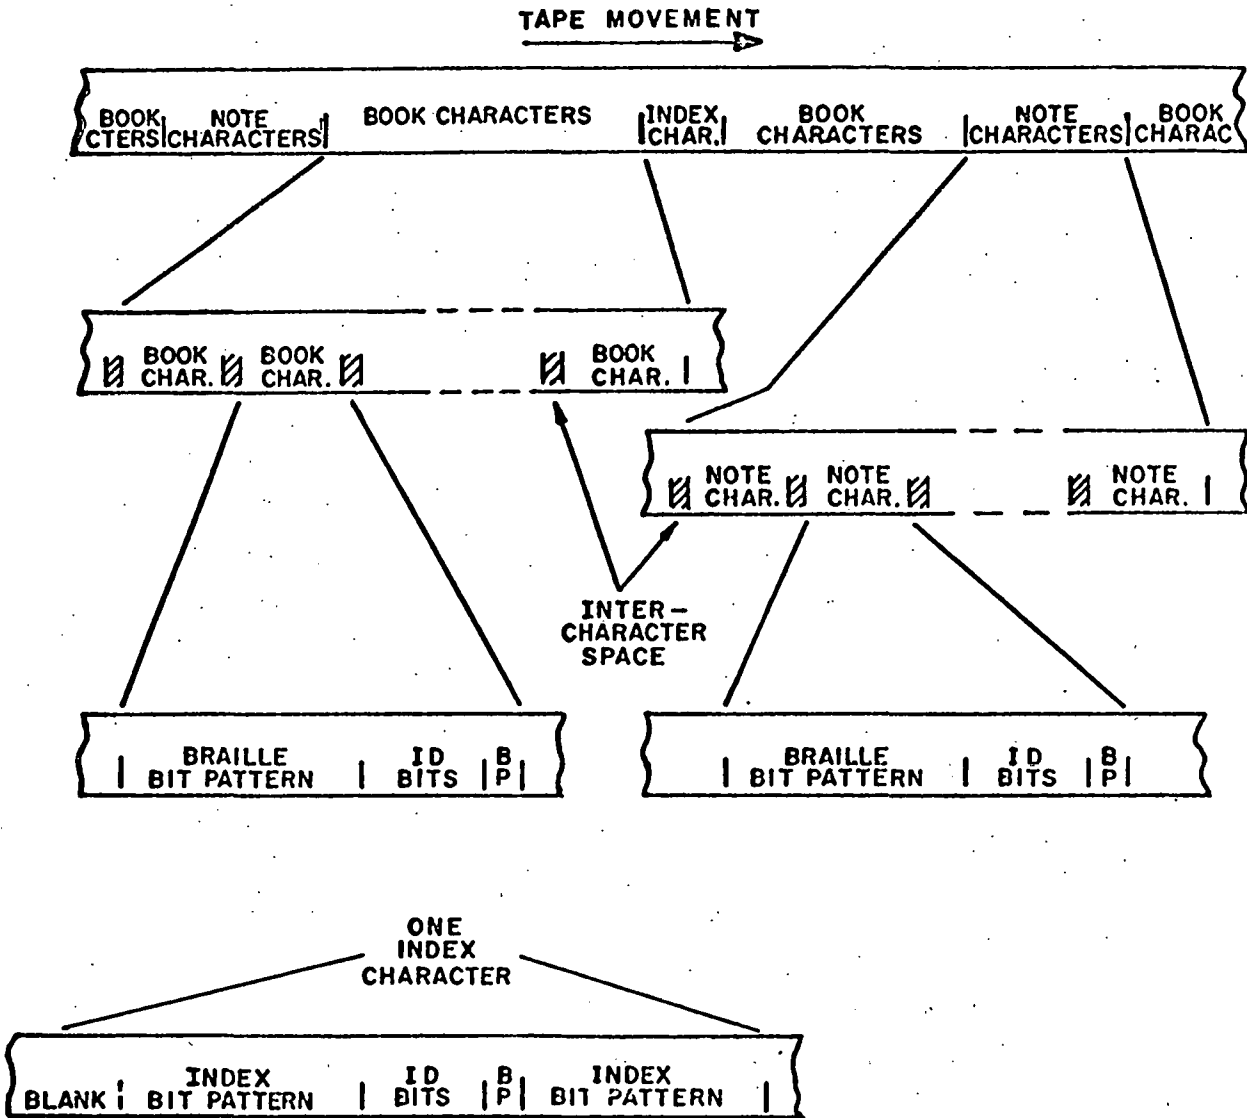 TAPE MOVEMENT
BOOK CTERS
NOTE CHARACTERS
BOOK CHARACTERS
INDEX CHAR.
BOOK CHARACTERS
NOTE CHARACTERS
BOOK CHARAC
BOOK CHAR.
BOOK CHAR.
BOOK CHAR.
NOTE CHAR.
NOTE CHAR.
NOTE CHAR.
INTER-
CHARACTER
SPACE
BRAILLE
BIT PATTERN
ID
BITS
B
P
BRAILLE
BIT PATTERN
ID
BITS
B
P
ONE
INDEX
CHARACTER
BLANK
INDEX
BIT PATTERN
ID
BITS
B
P
INDEX
BIT PATTERN